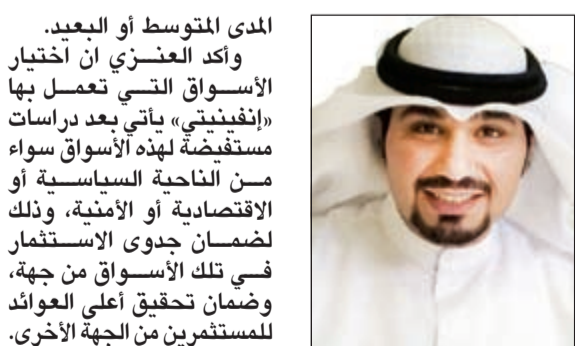 المدى المتوسط أو البعيد.
وأكد العنزي ان اختيار
الأسواق التي تعمل بها
«إنفينيتي» يأتي بعد دراسات
مستفيضة لهذه الأسواق سواء
من الناحية السياسية أو
الاقتصادية أو الأمنية، وذلك
لضمان جدوى الاستثمار
في تلك الأسواق من جهة،
وضمان تحقيق أعلى العوائد
للمستثمرين من الجهة الأخرى.